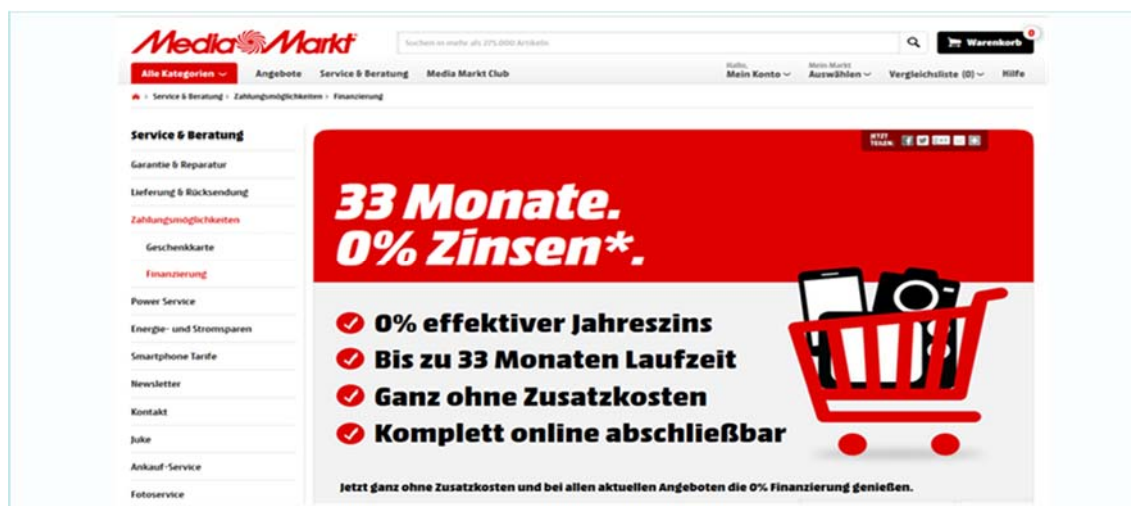 Media Markt
Suchen in mehr als 275.000 Artikeln
Warenkorb
0
Alle Kategorien
Angebote
Service & Beratung
Media Markt Club
Hallo,
Mein Konto
Mein Markt
Auswählen
Vergleichsliste (0)
Hilfe
Service & Beratung > Zahlungsmöglichkeiten > Finanzierung
Service & Beratung
Garantie & Reparatur
Lieferung & Rücksendung
Zahlungsmöglichkeiten
Geschenkkarte
Finanzierung
Power Service
Energie- und Stromsparen
Smartphone Tarife
Newsletter
Kontakt
Juke
Ankauf-Service
Fotoservice
JETZT
TEILEN:
33 Monate.
0% Zinsen*.
0% effektiver Jahreszins
Bis zu 33 Monaten Laufzeit
Ganz ohne Zusatzkosten
Komplett online abschließbar
Jetzt ganz ohne Zusatzkosten und bei allen aktuellen Angeboten die 0% Finanzierung genießen.